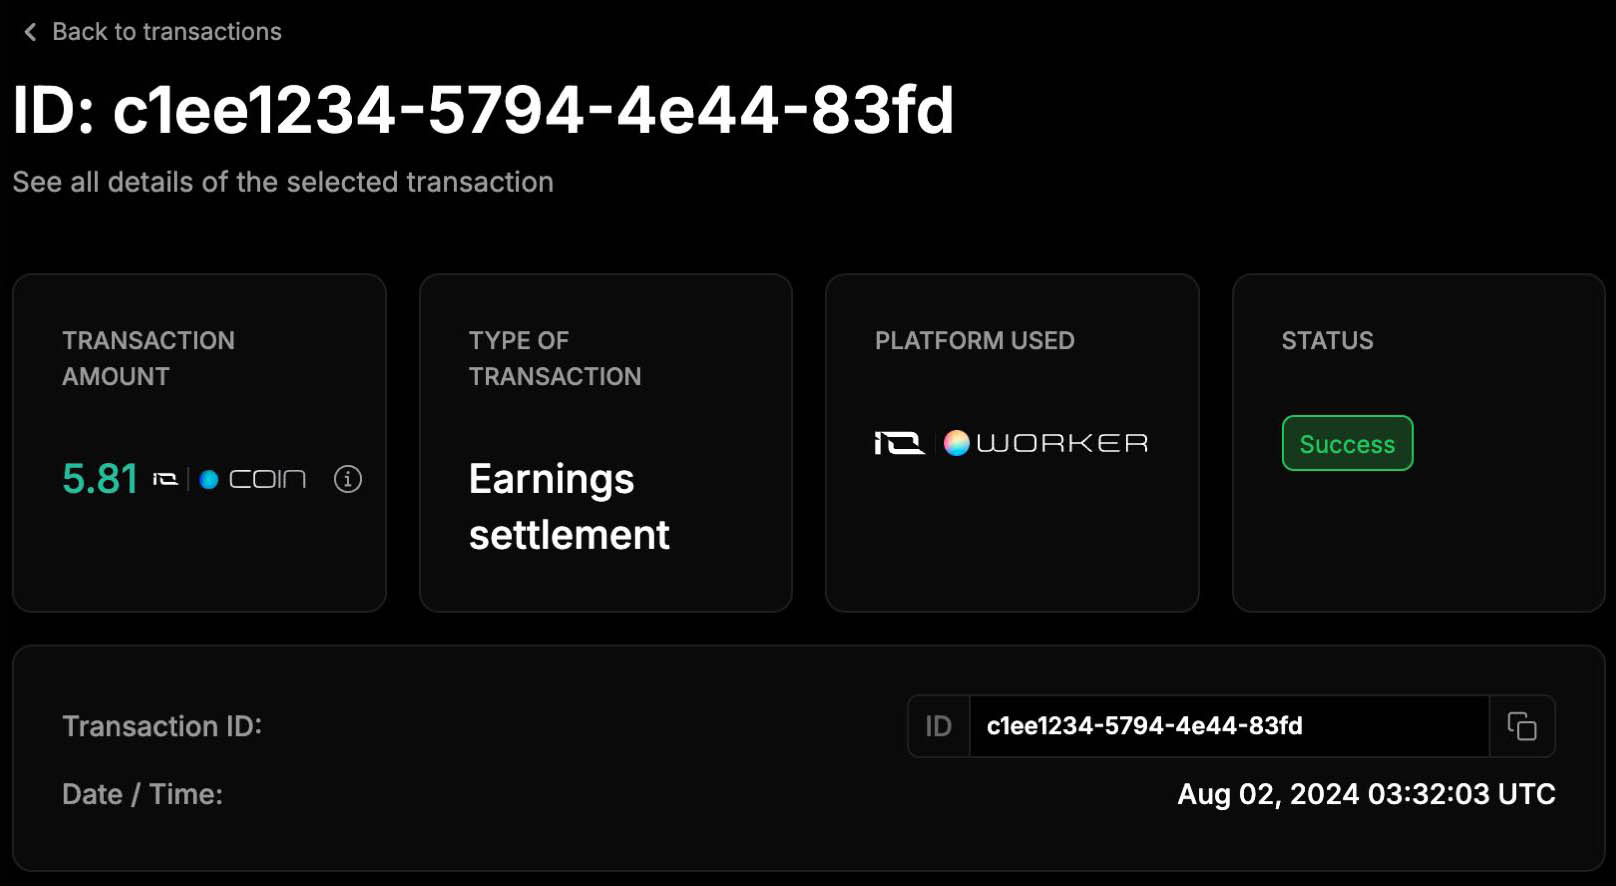 Back to transactions
ID: c1ee1234-5794-4e44-83fd
See all details of the selected transaction
TRANSACTION
AMOUNT
5.81 IO | COIN
TYPE OF
TRANSACTION
Earnings
settlement
PLATFORM USED
IO | WORKER
STATUS
Success
Transaction ID:
ID c1ee1234-5794-4e44-83fd
Date / Time:
Aug 02, 2024 03:32:03 UTC